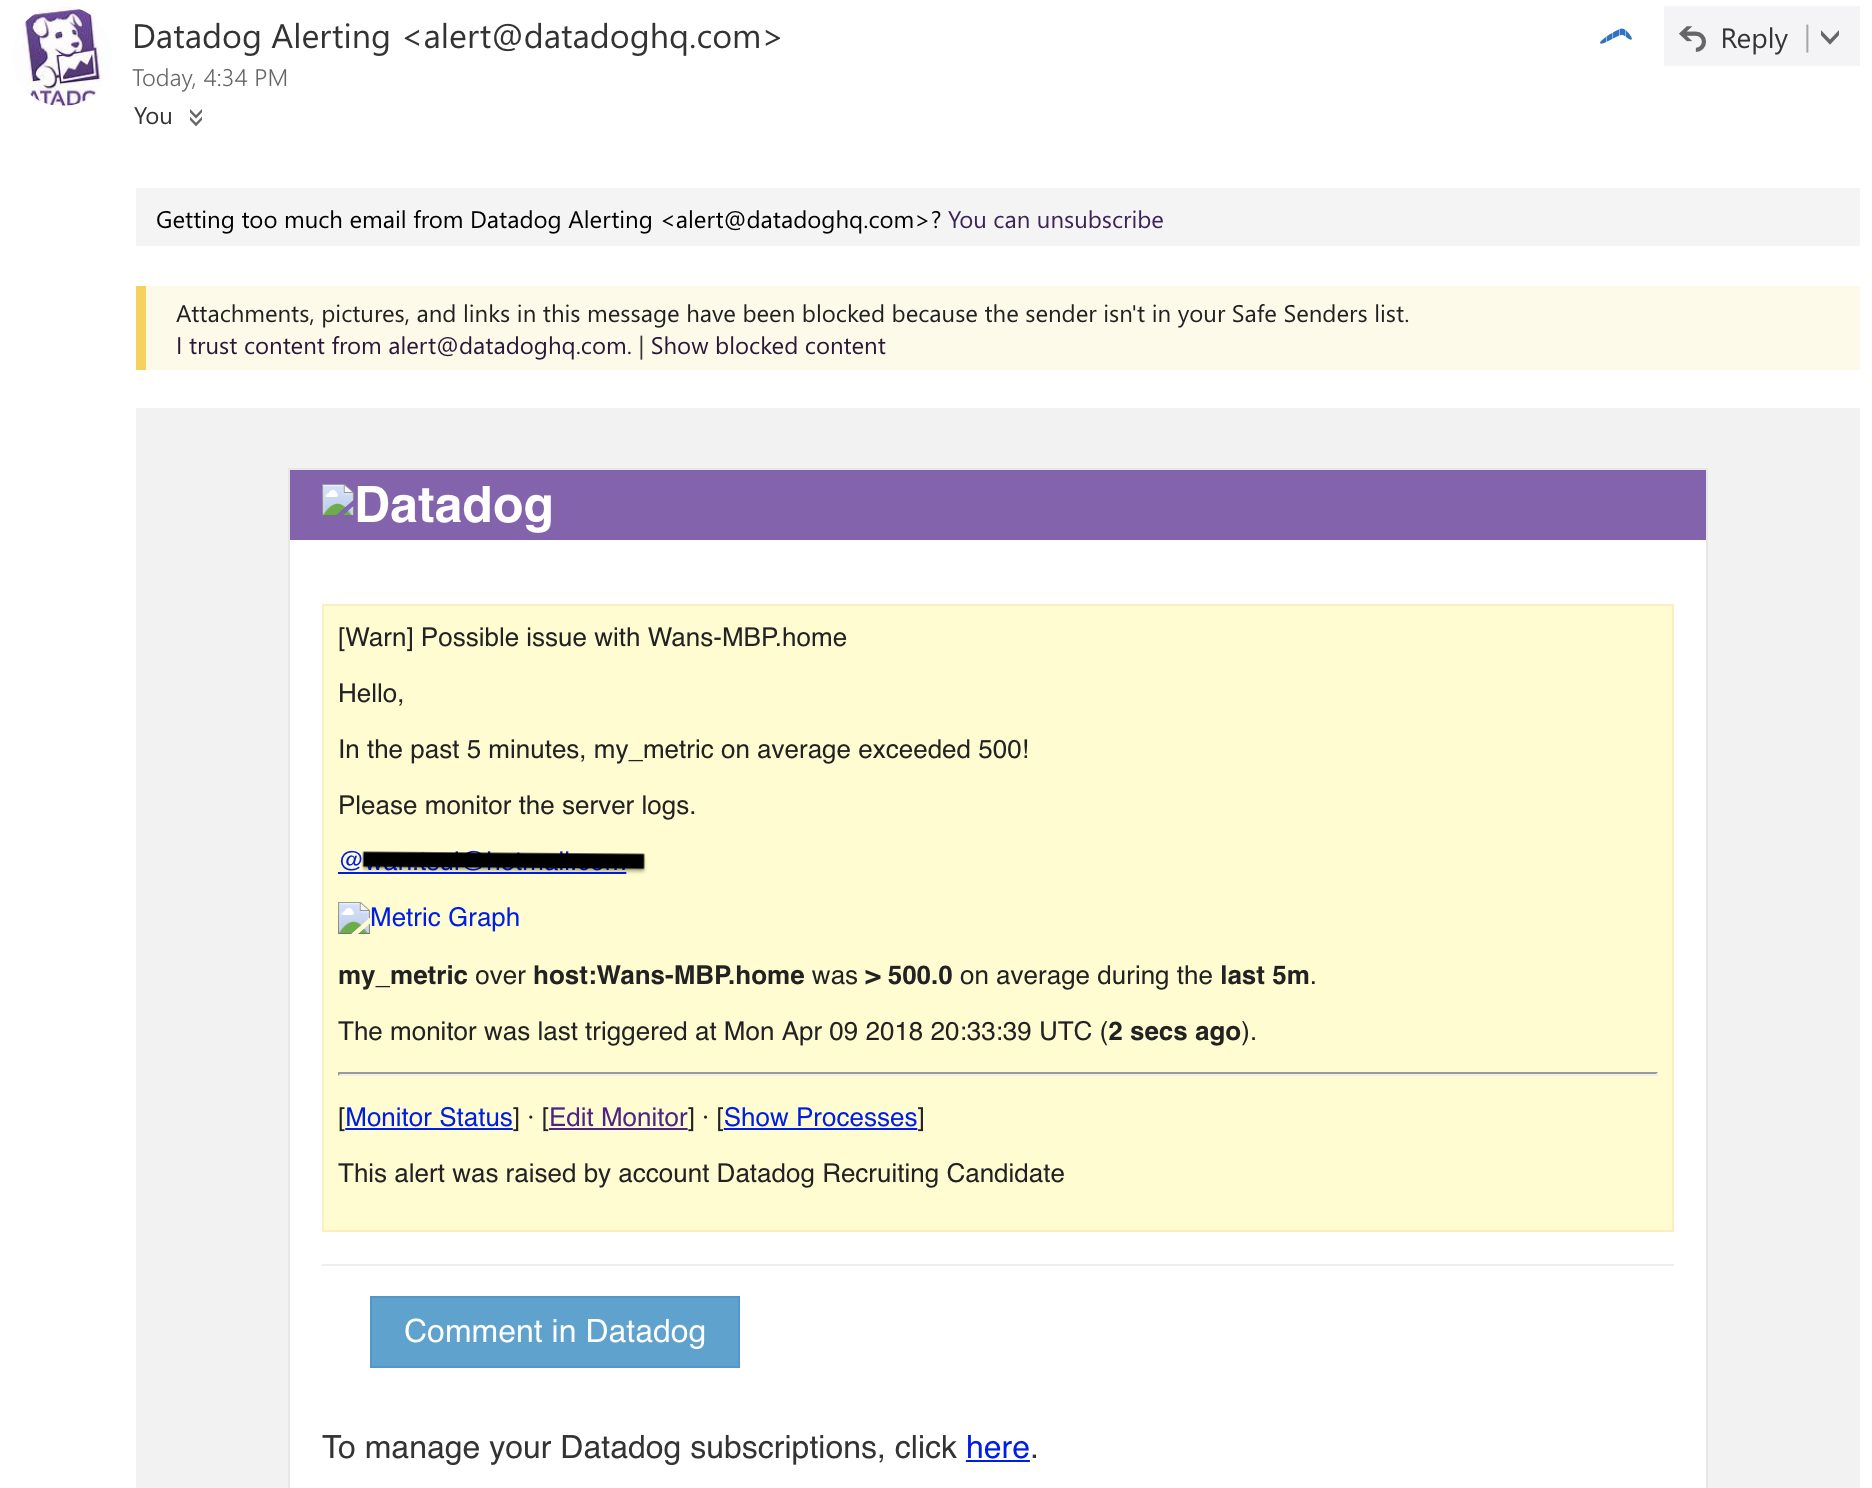 Datadog Alerting <alert@datadoghq.com>
Reply
Today, 4:34 PM
You
Getting too much email from Datadog Alerting <alert@datadoghq.com>? You can unsubscribe
Attachments, pictures, and links in this message have been blocked because the sender isn't in your Safe Senders list.
I trust content from alert@datadoghq.com. | Show blocked content
Datadog
[Warn] Possible issue with Wans-MBP.home
Hello,
In the past 5 minutes, my_metric on average exceeded 500!
Please monitor the server logs.
@
Metric Graph
my_metric over host:Wans-MBP.home was > 500.0 on average during the last 5m.
The monitor was last triggered at Mon Apr 09 2018 20:33:39 UTC (2 secs ago).
[Monitor Status] · [Edit Monitor] · [Show Processes]
This alert was raised by account Datadog Recruiting Candidate
Comment in Datadog
To manage your Datadog subscriptions, click here.